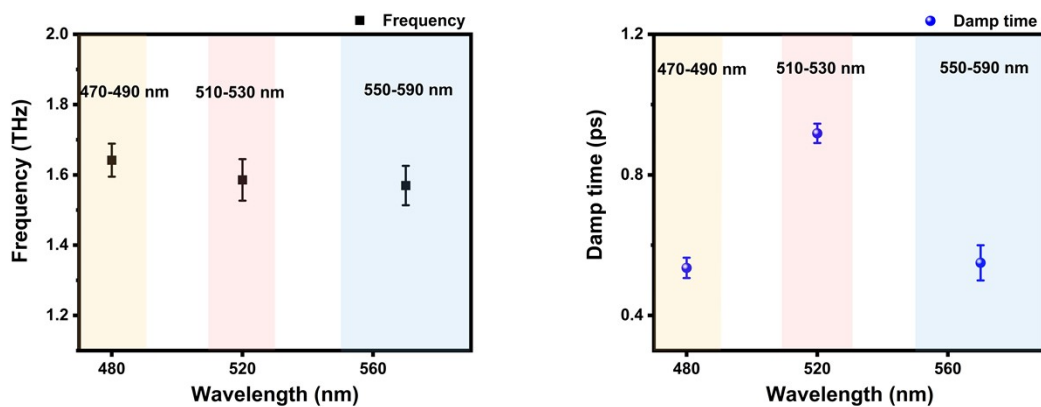 Frequency
2.0
1.8
1.6
1.4
1.2
Frequency (THz)
470-490 nm
510-530 nm
550-590 nm
480
520
560
Wavelength (nm)
Damp time
1.2
0.8
0.4
Damp time (ps)
470-490 nm
510-530 nm
550-590 nm
480
520
560
Wavelength (nm)